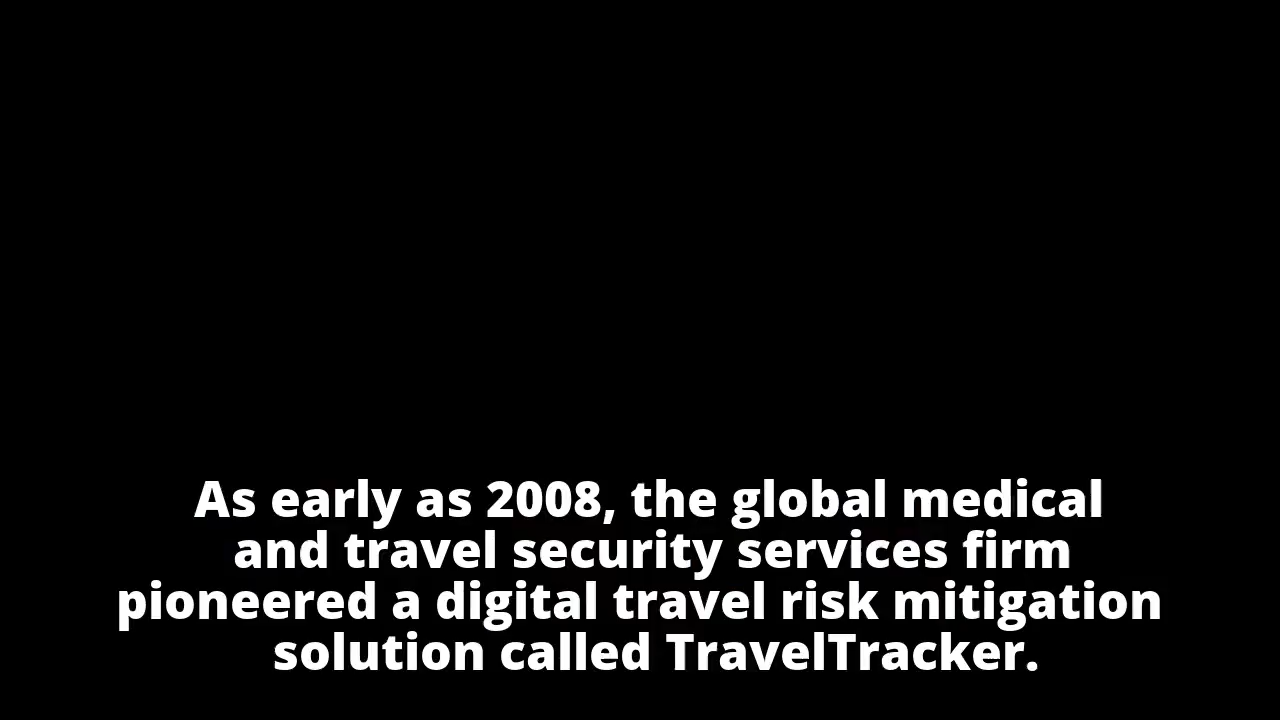 As early as 2008, the global medical
and travel security services firm
pioneered a digital travel risk mitigation
solution called TravelTracker.